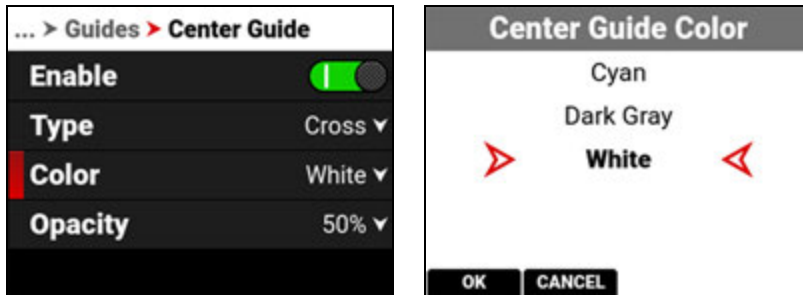 ... > Guides > Center Guide
Enable
Type Cross
Color White
Opacity 50%
Center Guide Color
Cyan
Dark Gray
White
OK CANCEL